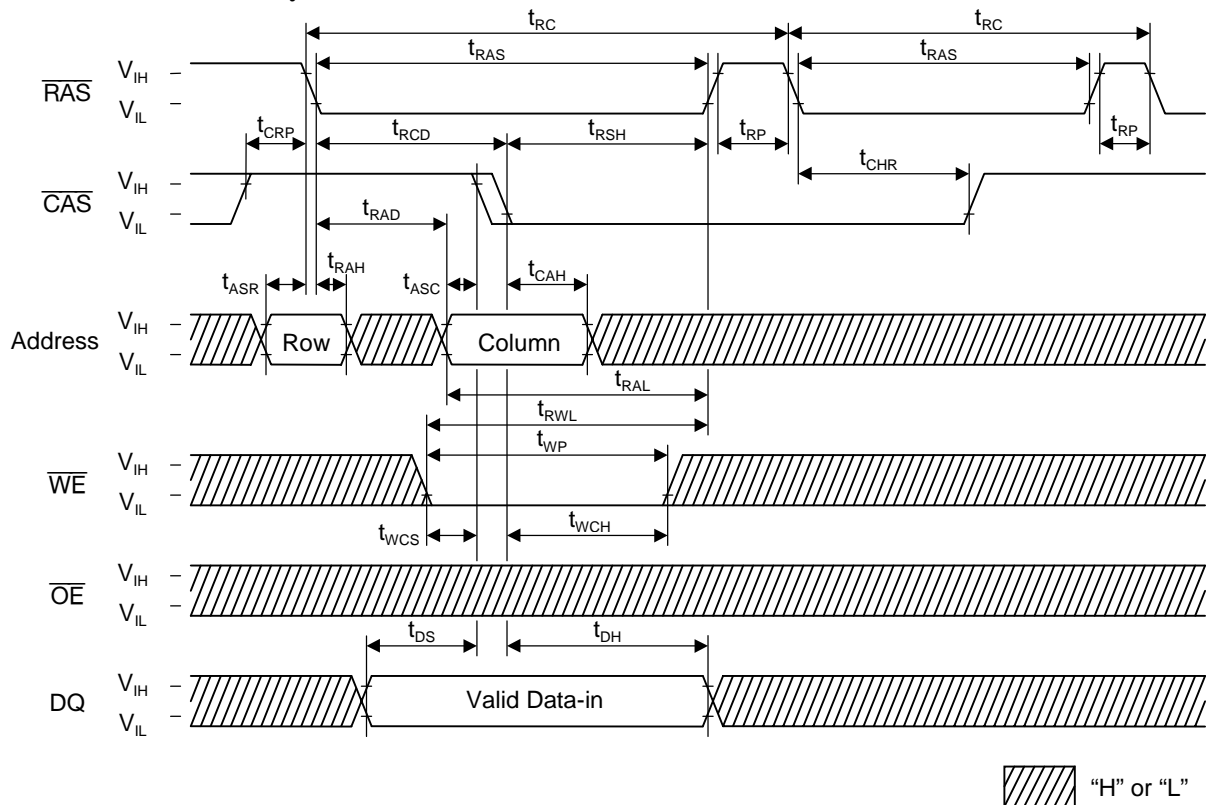 tRC tRC
tRAS tRAS
RAS VIH
VIL
tCRP tRCD tRSH tRP tRP
tCHR
CAS VIH
VIL
tRAD
tRAH
tASR tASC tCAH
Address VIH
VIL
Row Column
tRAL
tRWL
tWP
WE VIH
VIL
tWCS tWCH
OE VIH
VIL
tDS tDH
DQ VIH
VIL
Valid Data-in
“H” or “L”